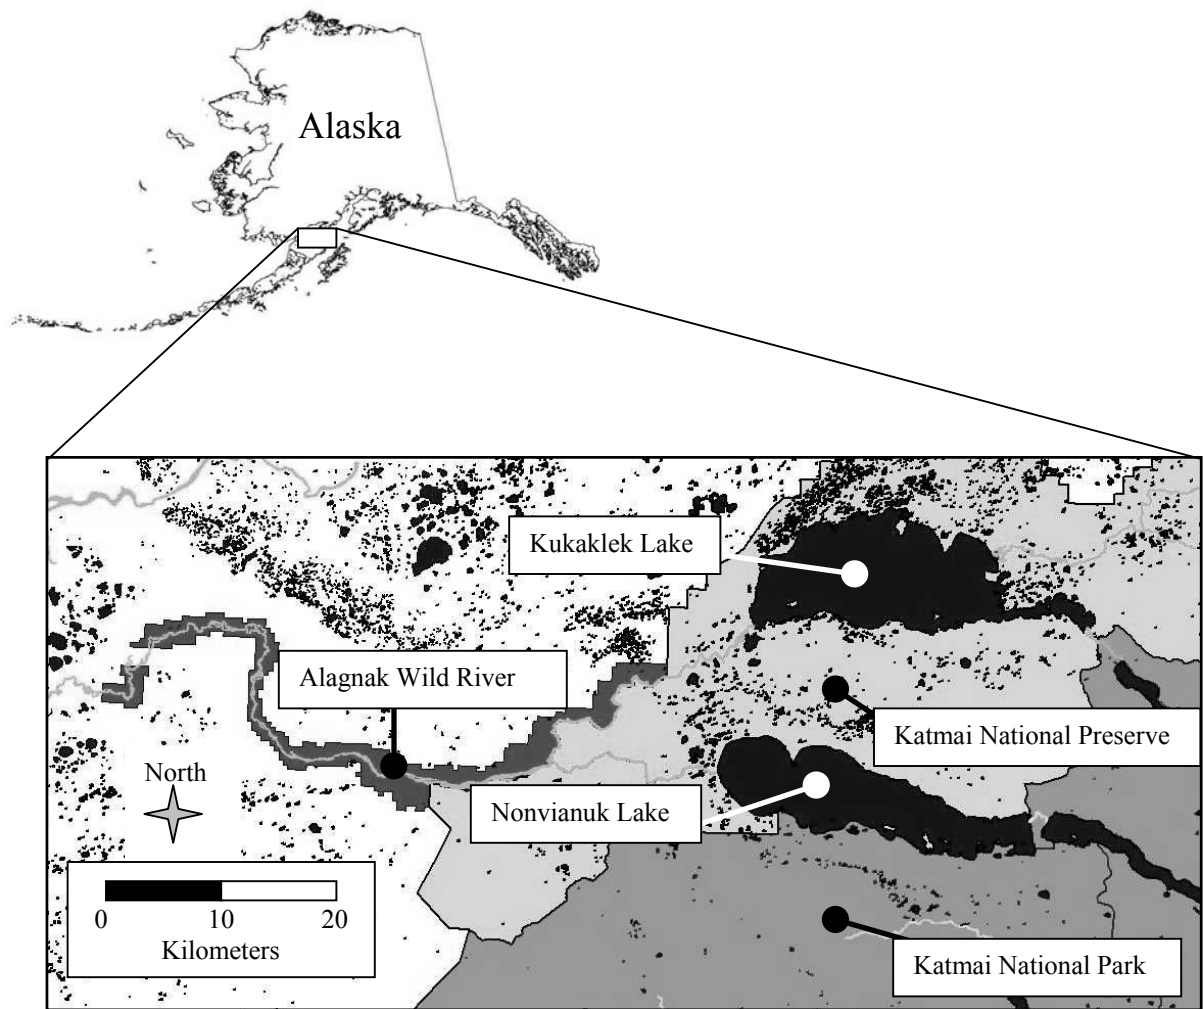 Alaska
Kukaklek Lake
Alagnak Wild River
Katmai National Preserve
North
Nonvianuk Lake
0 10 20
Kilometers
Katmai National Park